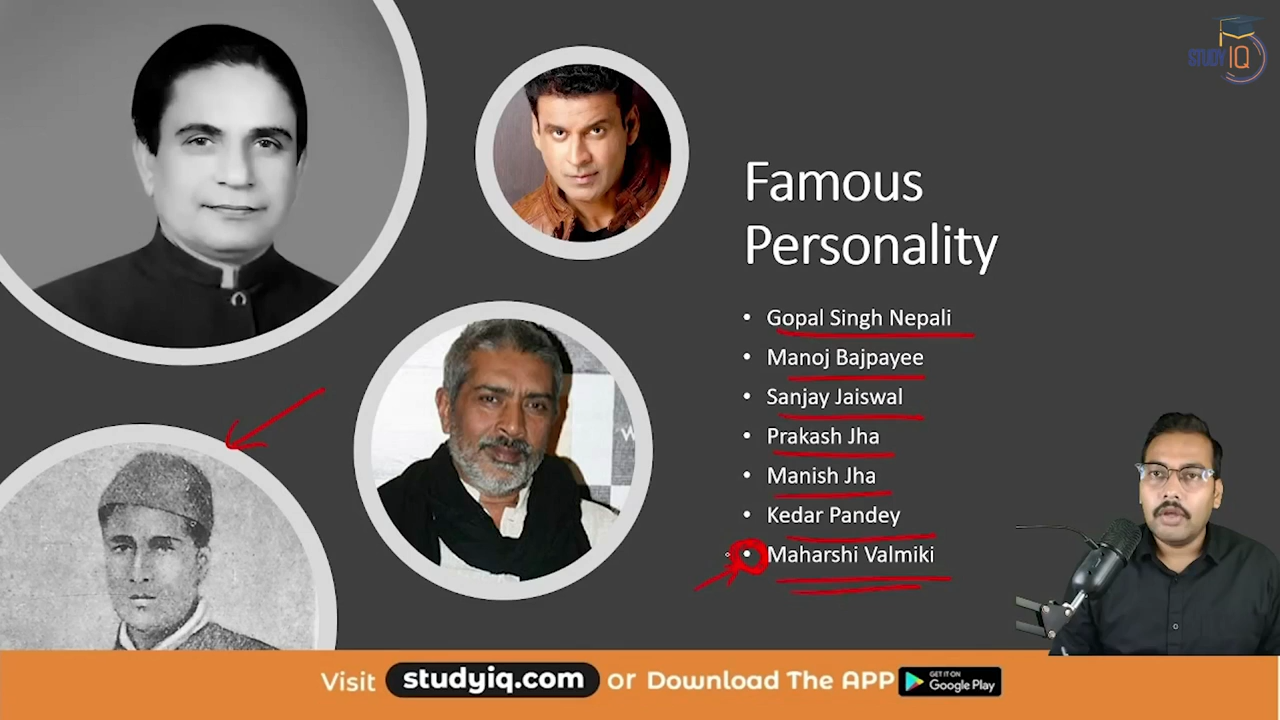 STUDY IQ
Famous
Personality
• Gopal Singh Nepali
• Manoj Bajpayee
• Sanjay Jaiswal
• Prakash Jha
• Manish Jha
• Kedar Pandey
• Maharshi Valmiki
W
Visit studyiq.com or Download The APP GET IT ON Google Play